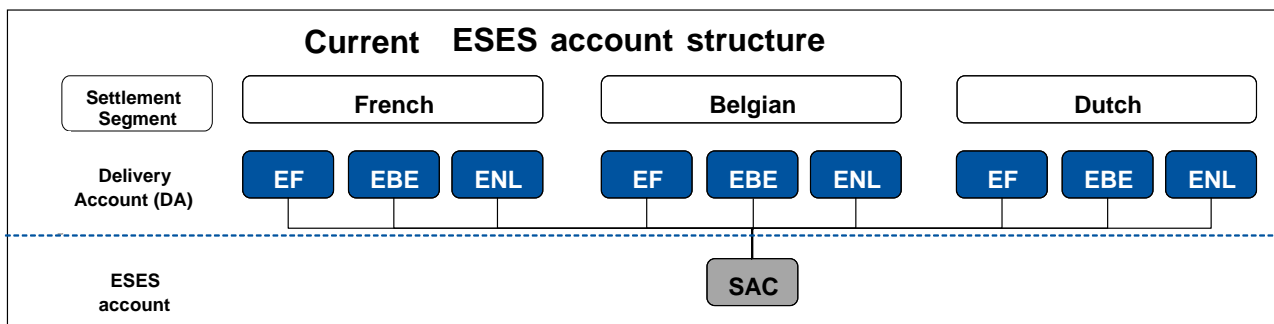 Current ESES account structure
Settlement
Segment
French
Belgian
Dutch
Delivery
Account (DA)
EF
EBE
ENL
EF
EBE
ENL
EF
EBE
ENL
ESES
account
SAC